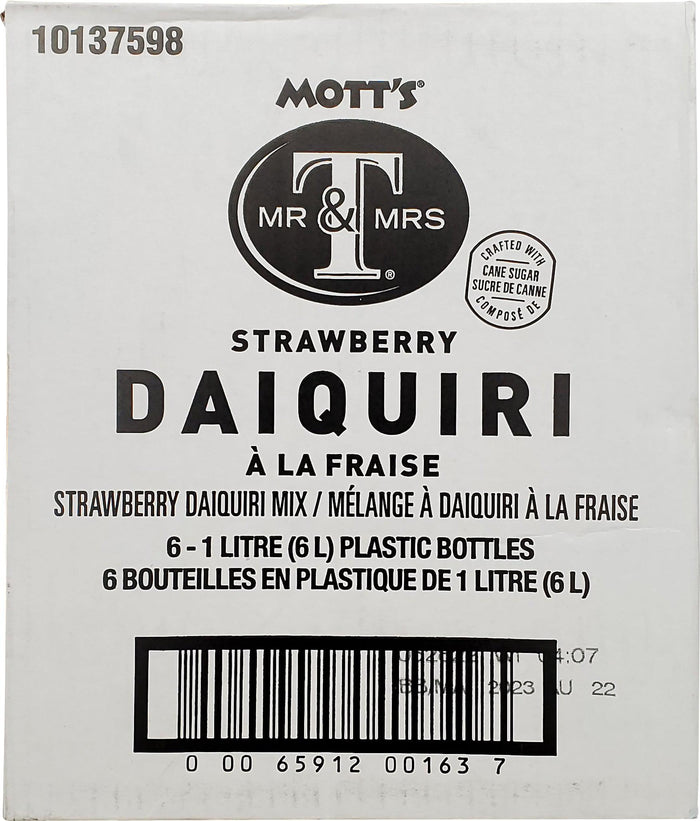 10137598
MOTT'S®
MR & MRS
T
®
CRAFTED WITH
CANE SUGAR
SUCRE DE CANNE
COMPOSÉ DE
STRAWBERRY
DAIQUIRI
À LA FRAISE
STRAWBERRY DAIQUIRI MIX / MÉLANGE À DAIQUIRI À LA FRAISE
6 - 1 LITRE (6 L) PLASTIC BOTTLES
6 BOUTEILLES EN PLASTIQUE DE 1 LITRE (6 L)
04:07
2023 AU 22
0 00 65912 00163 7